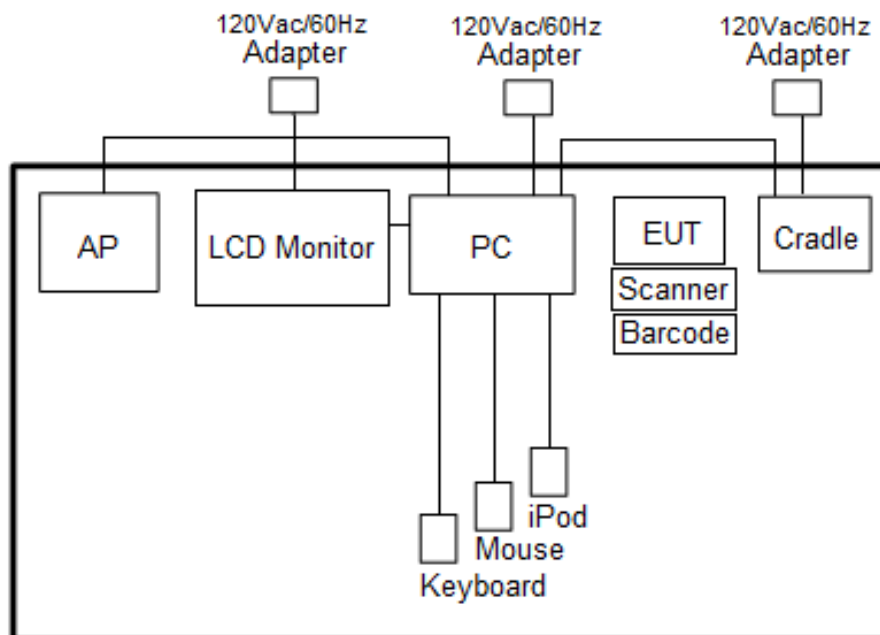 120Vac/60Hz
Adapter
120Vac/60Hz
Adapter
120Vac/60Hz
Adapter
AP
LCD Monitor
PC
EUT
Scanner
Barcode
Cradle
iPod
Mouse
Keyboard